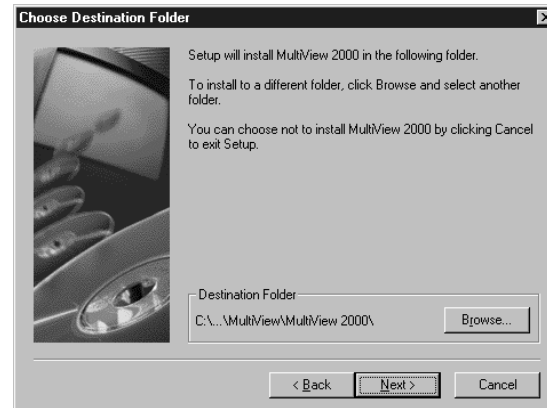 Choose Destination Folder
Setup will install MultiView 2000 in the following folder.
To install to a different folder, click Browse and select another
folder.
You can choose not to install MultiView 2000 by clicking Cancel
to exit Setup.
Destination Folder
C:\...\MultiView\MultiView 2000\
Browse...
< Back
Next >
Cancel